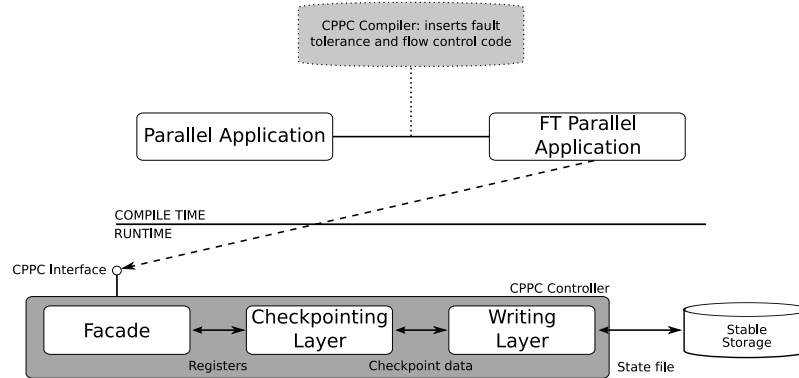 CPPC Compiler: inserts fault
tolerance and flow control code
Parallel Application
FT Parallel
Application
COMPILE TIME
RUNTIME
CPPC Interface
CPPC Controller
Facade
Checkpointing
Layer
Writing
Layer
Stable
Storage
Registers
Checkpoint data
State file